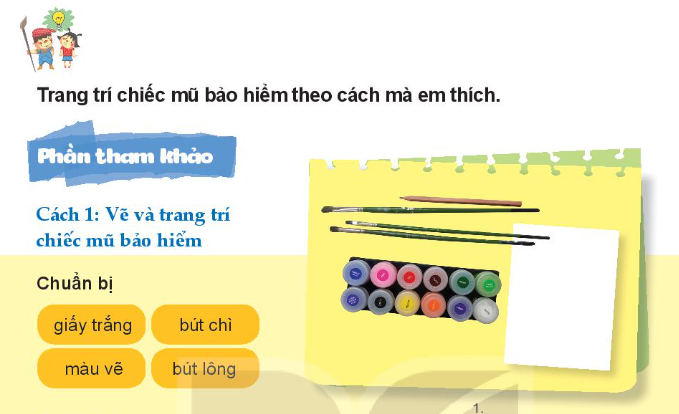 Trang trí chiếc mũ bảo hiểm theo cách mà em thích.
Phần tham khảo
Cách 1: Vẽ và trang trí
chiếc mũ bảo hiểm
Chuẩn bị
giấy trắng
bút chì
màu vẽ
bút lông
1.